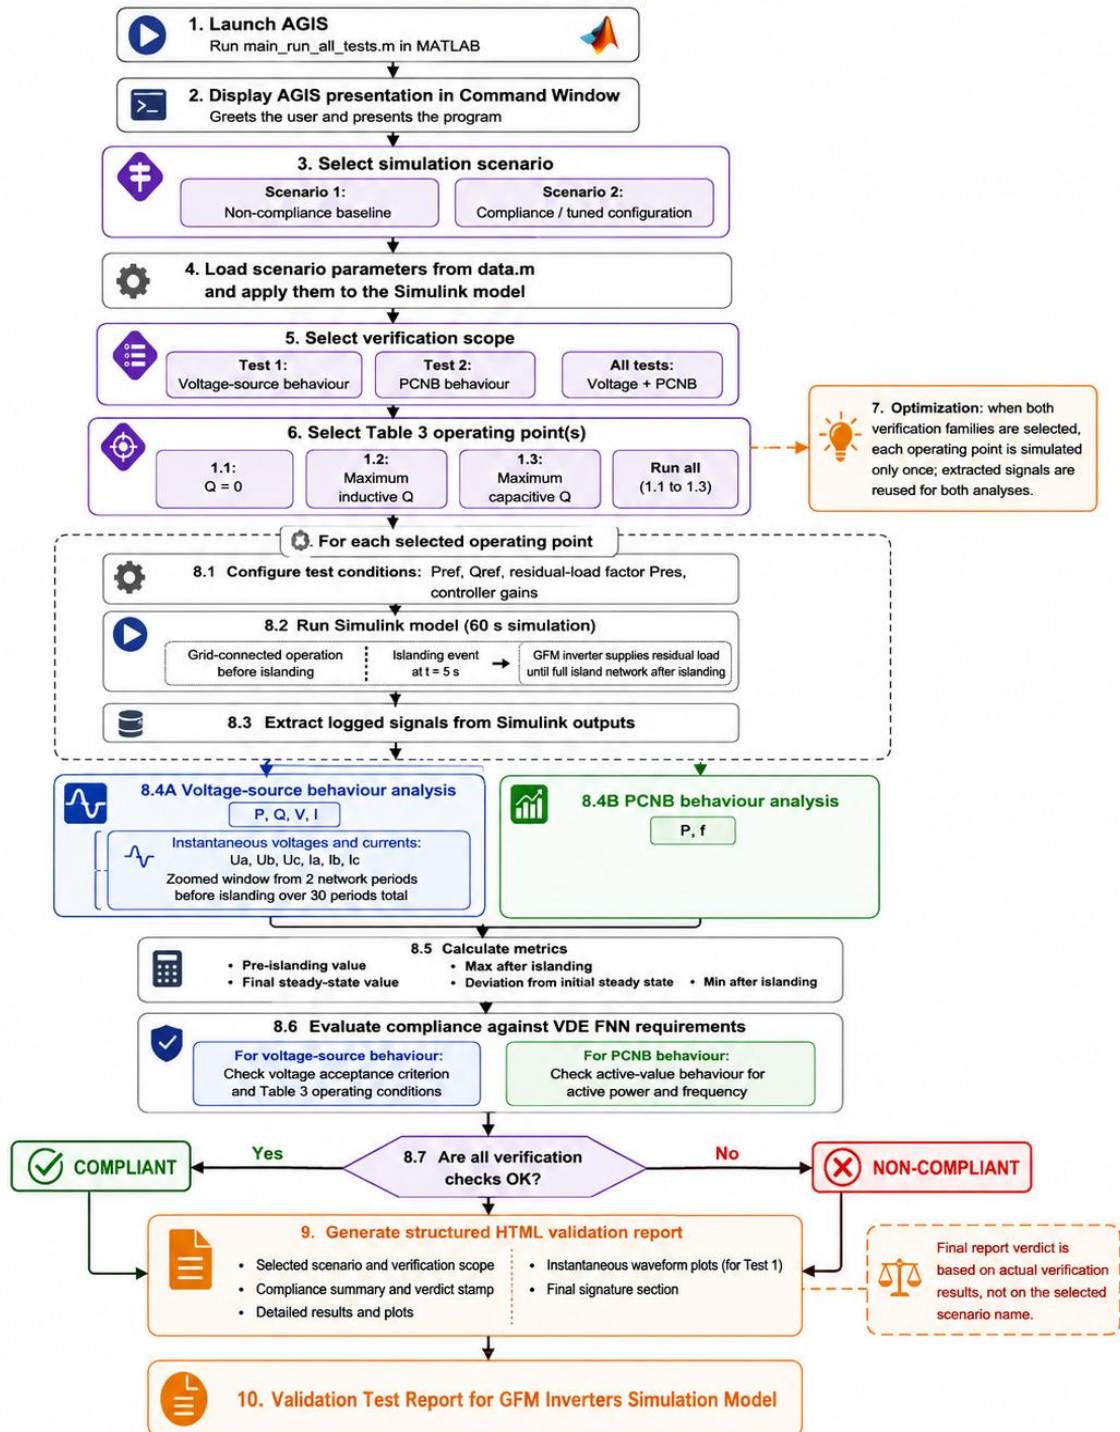 1. Launch AGIS
Run main_run_all_tests.m in MATLAB
2. Display AGIS presentation in Command Window
Greets the user and presents the program
3. Select simulation scenario
Scenario 1:
Non-compliance baseline
Scenario 2:
Compliance / tuned configuration
4. Load scenario parameters from data.m
and apply them to the Simulink model
5. Select verification scope
Test 1:
Voltage-source behaviour
Test 2:
PCNB behaviour
All tests:
Voltage + PCNB
6. Select Table 3 operating point(s)
1.1:
Q = 0
1.2:
Maximum
inductive Q
1.3:
Maximum
capacitive Q
Run all
(1.1 to 1.3)
7. Optimization: when both
verification families are selected,
each operating point is simulated
only once; extracted signals are
reused for both analyses.
. For each selected operating point
8.1 Configure test conditions: Pref, Qref, residual-load factor Pres,
controller gains
8.2 Run Simulink model (60 s simulation)
Grid-connected operation
before islanding
Islanding event
at t = 5 s
GFM inverter supplies residual load
until full island network after islanding
8.3 Extract logged signals from Simulink outputs
8.4A Voltage-source behaviour analysis
P, Q, V, I
Instantaneous voltages and currents:
Ua, Ub, Uc, Ia, Ib, Ic
Zoomed window from 2 network periods
before islanding over 30 periods total
8.4B PCNB behaviour analysis
P, f
8.5 Calculate metrics
• Pre-islanding value
• Max after islanding
• Final steady-state value
• Deviation from initial steady state
• Min after islanding
8.6 Evaluate compliance against VDE FNN requirements
For voltage-source behaviour:
Check voltage acceptance criterion
and Table 3 operating conditions
For PCNB behaviour:
Check active-value behaviour for
active power and frequency
8.7 Are all verification
checks OK?
Yes
No
COMPLIANT
NON-COMPLIANT
9. Generate structured HTML validation report
• Selected scenario and verification scope
• Compliance summary and verdict stamp
• Detailed results and plots
• Instantaneous waveform plots (for Test 1)
• Final signature section
Final report verdict is
based on actual verification
results, not on the selected
scenario name.
10. Validation Test Report for GFM Inverters Simulation Model